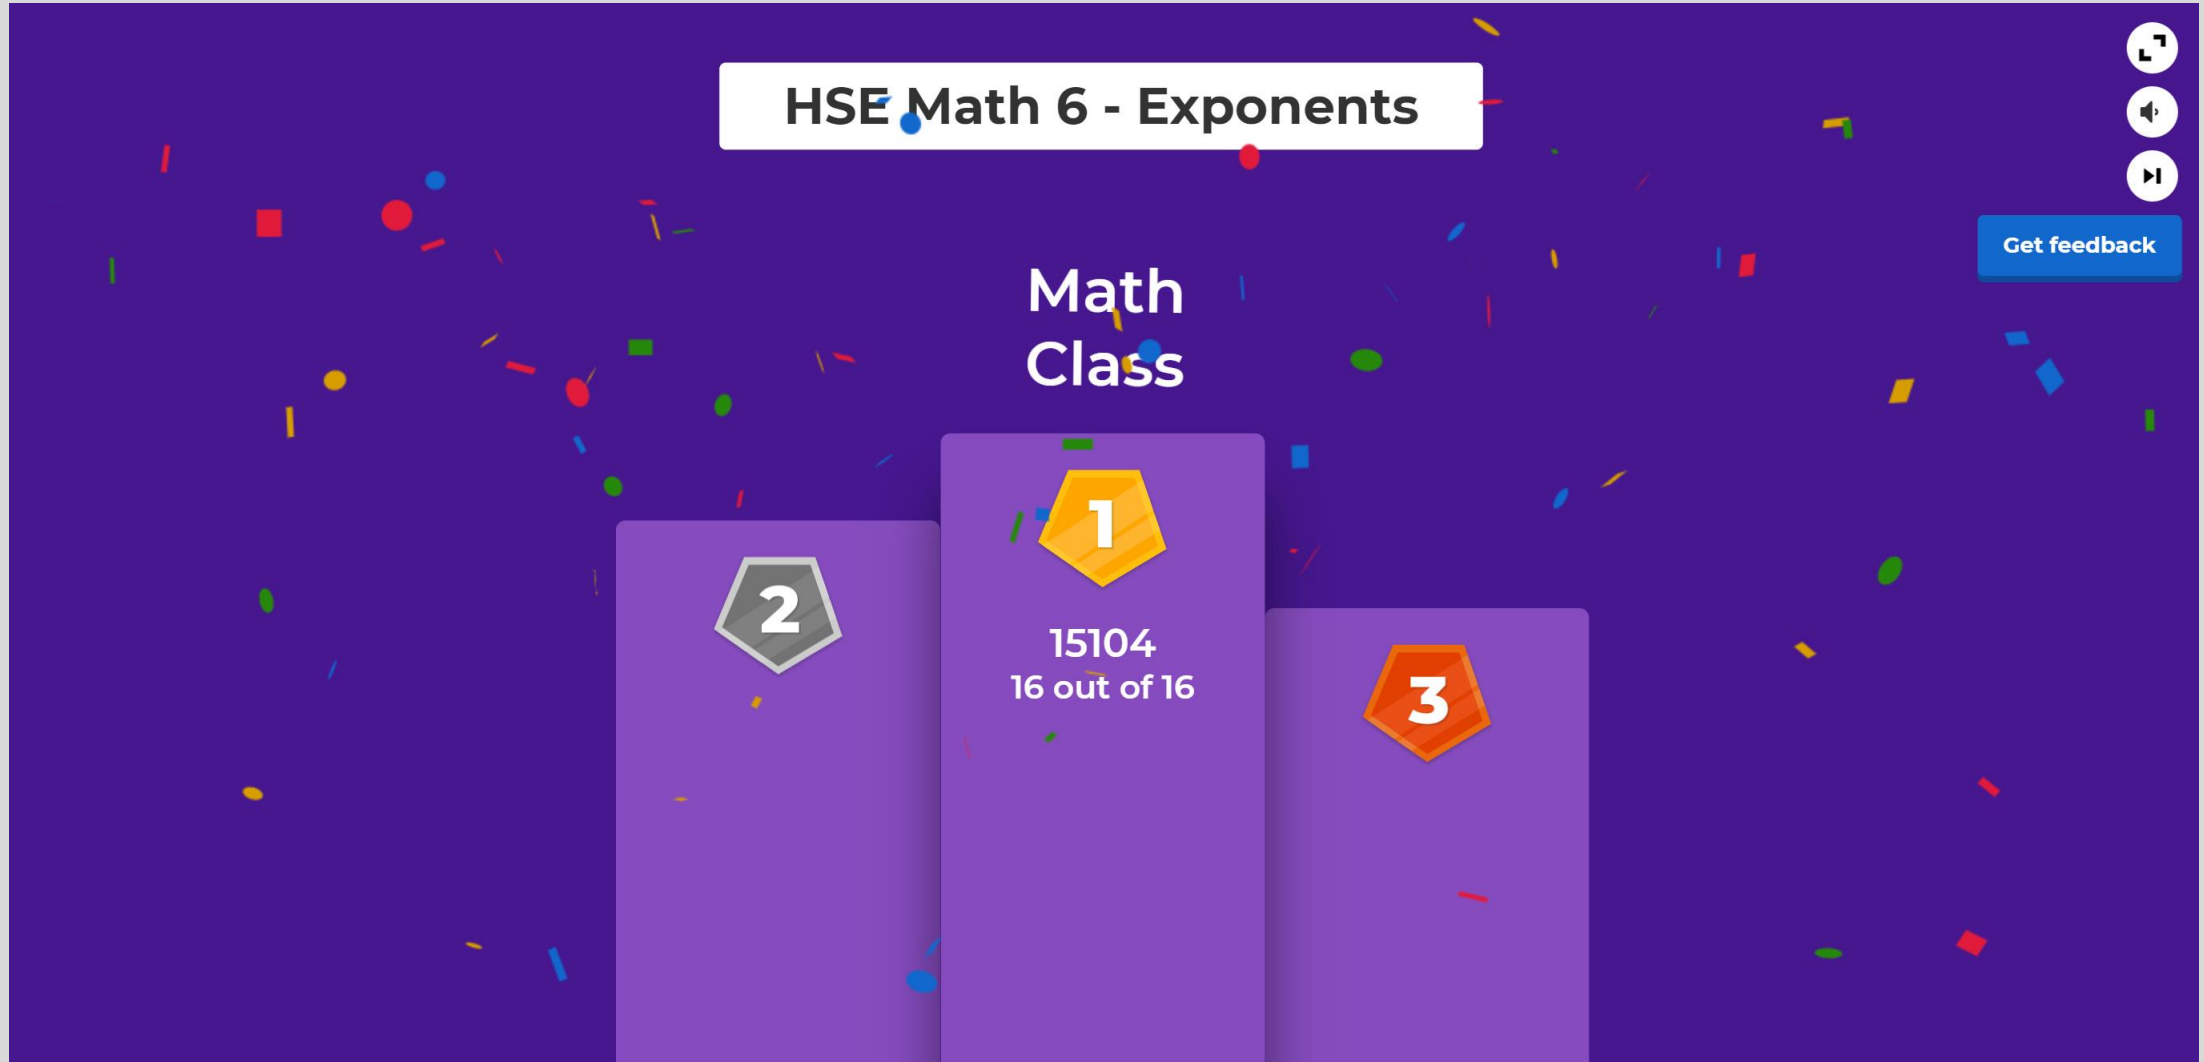 HSE Math 6 - Exponents
Get feedback
Math
Class
1
15104
16 out of 16
2
3